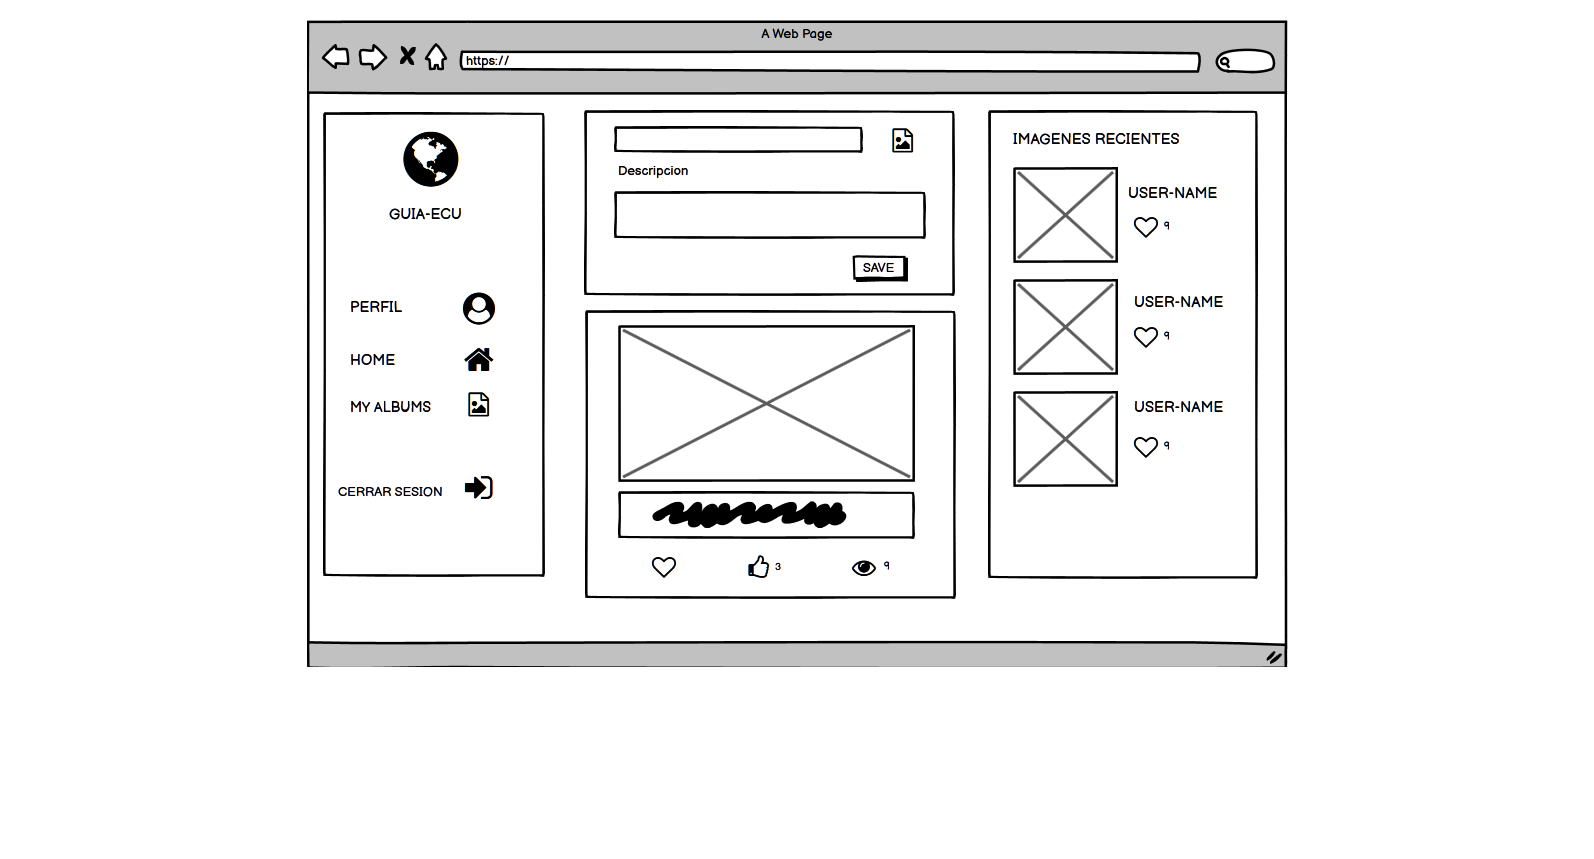 A Web Page
https://
GUIA-ECU
PERFIL
HOME
MY ALBUMS
CERRAR SESION
Descripcion
SAVE
3
9
IMAGENES RECIENTES
USER-NAME
9
USER-NAME
9
USER-NAME
9